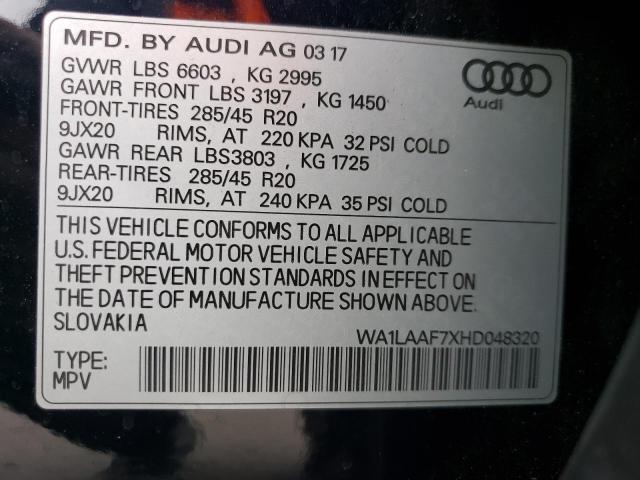 MFD. BY AUDI AG 03 17
GVWR LBS 6603 , KG 2995
GAWR FRONT LBS 3197 , KG 1450
FRONT-TIRES 285/45 R20
9JX20 RIMS, AT 220 KPA 32 PSI COLD
GAWR REAR LBS3803 , KG 1725
REAR-TIRES 285/45 R20
9JX20 RIMS, AT 240 KPA 35 PSI COLD
Audi
THIS VEHICLE CONFORMS TO ALL APPLICABLE
U.S. FEDERAL MOTOR VEHICLE SAFETY AND
THEFT PREVENTION STANDARDS IN EFFECT ON
THE DATE OF MANUFACTURE SHOWN ABOVE.
SLOVAKIA
WA1LAAF7XHD048320
TYPE:
MPV